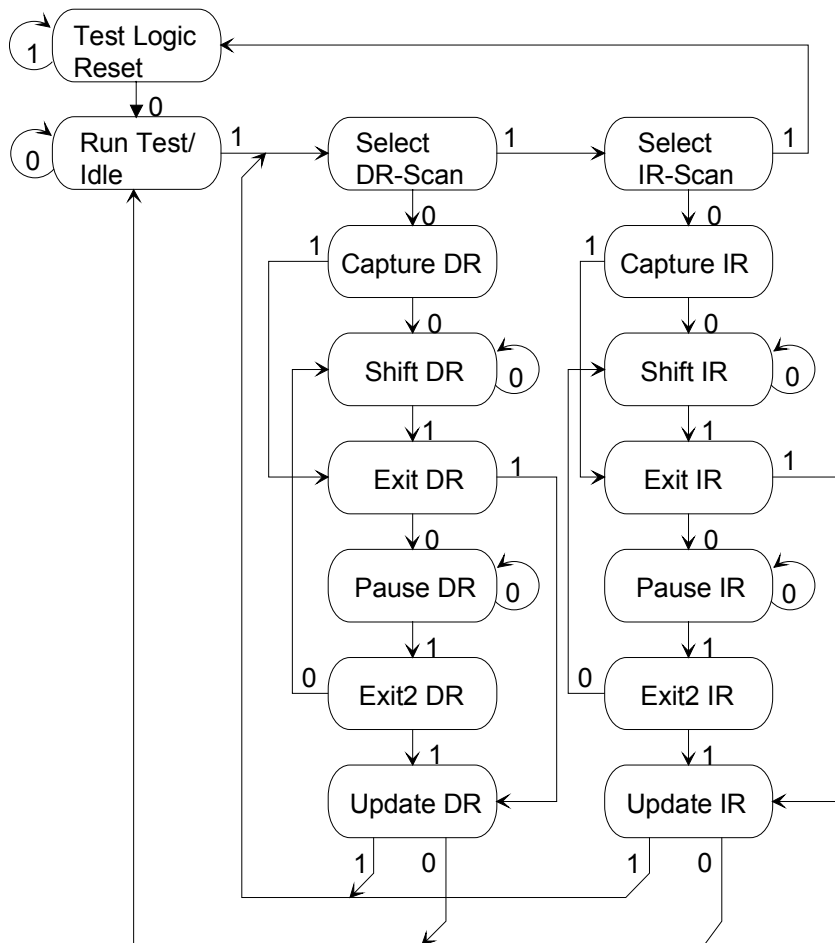 Test Logic
Reset
1
0
Run Test/
Idle
0
1
Select
DR-Scan
1
Select
IR-Scan
1
0
0
1
Capture DR
1
Capture IR
0
0
Shift DR
0
Shift IR
0
1
1
Exit DR
1
Exit IR
1
0
0
Pause DR
0
Pause IR
0
1
1
0
Exit2 DR
0
Exit2 IR
1
1
Update DR
Update IR
1
0
1
0